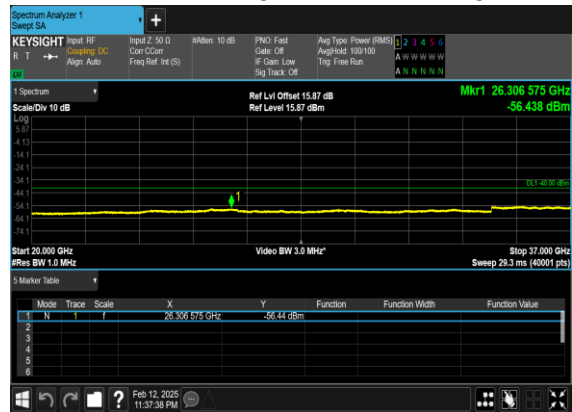 Spectrum Analyzer 1
Swept SA
+
KEYSIGHT Input: RF Input Z: 50 Ω #Atten: 10 dB PNO: Fast Avg Type: Power (RMS) 1 2 3 4 5 6
R T Coupling: DC Corr CCorr Gate: Off Avg|Hold: 100/100 A W W W W W
Align: Auto Freq Ref: Int (S) IF Gain: Low Trig: Free Run
Sig Track: Off A N N N N N
1 Spectrum Ref Lvl Offset 15.87 dB Mkr1 26.306 575 GHz
Scale/Div 10 dB Ref Level 15.87 dBm -56.438 dBm
Log
5.87
-4.13
-14.1
-24.1
-34.1
DL1 -40.00 dBm
-44.1
1
-54.1
-64.1
-74.1
Start 20.000 GHz Video BW 3.0 MHz* Stop 37.000 GHz
#Res BW 1.0 MHz Sweep 29.3 ms (40001 pts)
5 Marker Table
Mode Trace Scale X Y Function Function Width Function Value
1 N 1 f 26.306 575 GHz -56.44 dBm
2
3
4
5
6
? Feb 12, 2025
11:37:38 PM